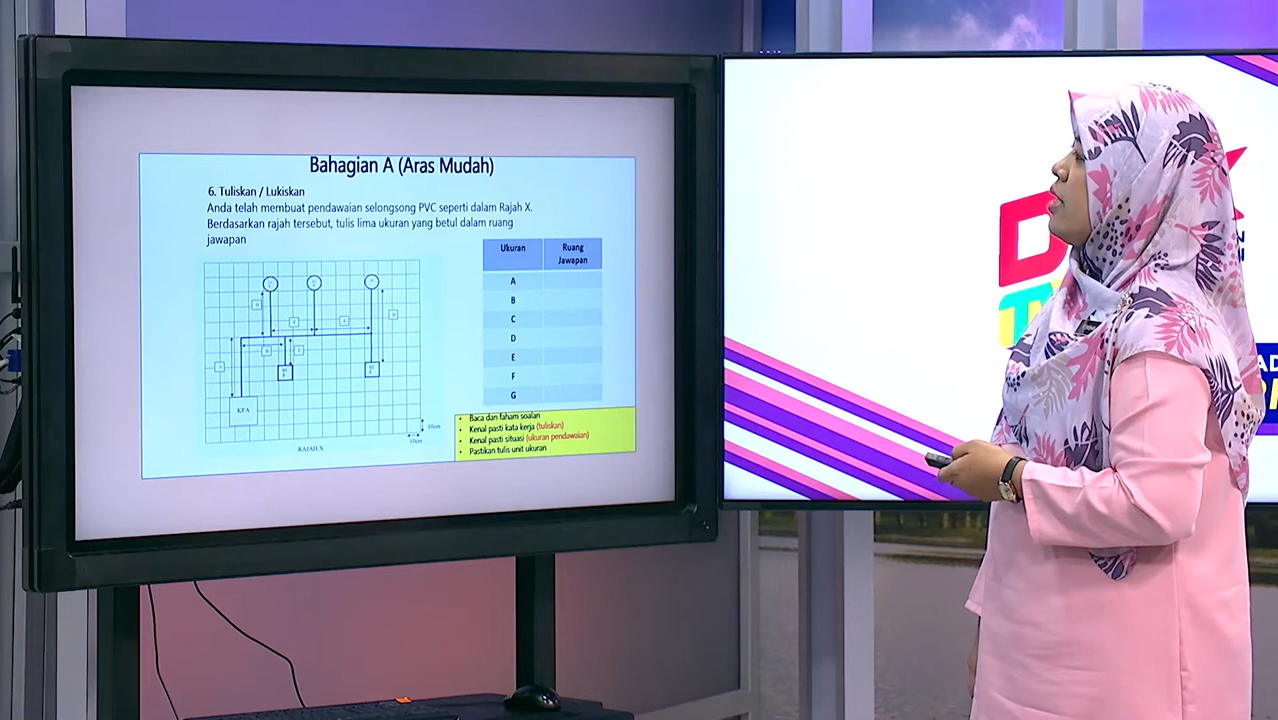 Bahagian A (Aras Mudah)
6. Tuliskan / Lukiskan
Anda telah membuat pendawaian selongsong PVC seperti dalam Rajah X.
Berdasarkan rajah tersebut, tulis lima ukuran yang betul dalam ruang
jawapan
Ukuran
Ruang
Jawapan
A
B
C
D
E
F
G
KFA
10cm
10cm
RAJAH X
• Baca dan faham soalan
• Kenal pasti kata kerja (tuliskan)
• Kenal pasti situasi (ukuran pendawaian)
• Pastikan tulis unit ukuran